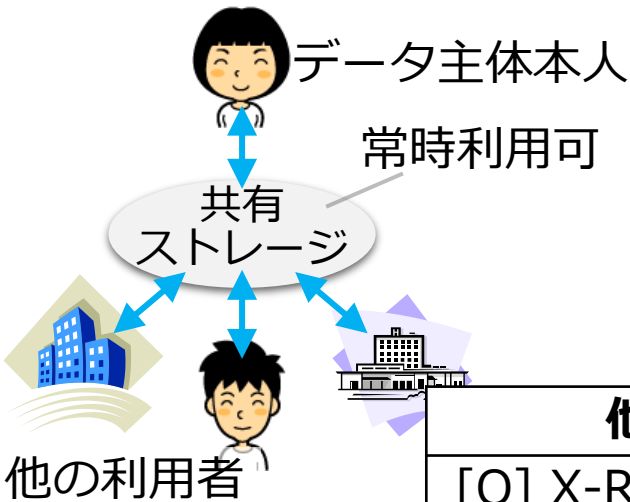 データ主体本人
常時利用可
共有
ストレージ
他の利用者
他
[O] X-R